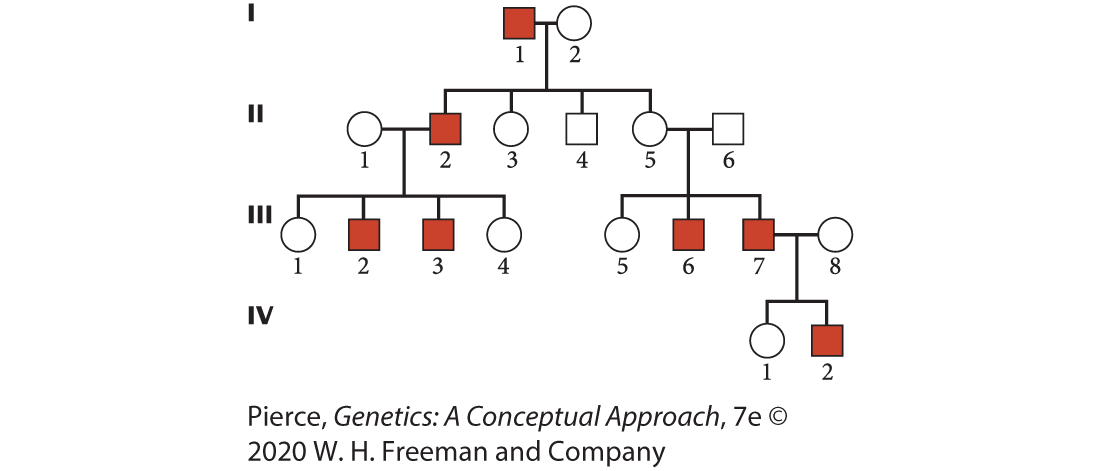 I
1 2
II
1 2 3 4 5 6
III
1 2 3 4 5 6 7 8
IV
1 2
Pierce, Genetics: A Conceptual Approach, 7e ©
2020 W. H. Freeman and Company